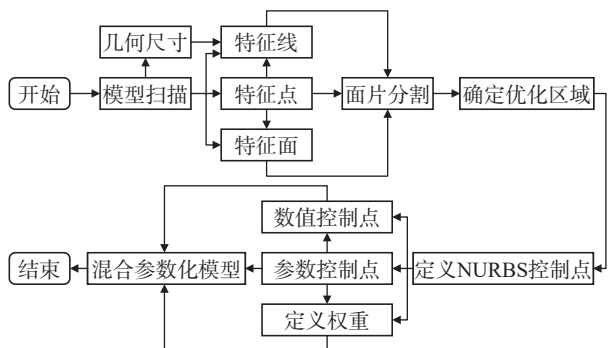 几何尺寸
特征线
开始
模型扫描
特征点
面片分割
确定优化区域
特征面
数值控制点
结束
混合参数化模型
参数控制点
定义NURBS控制点
定义权重